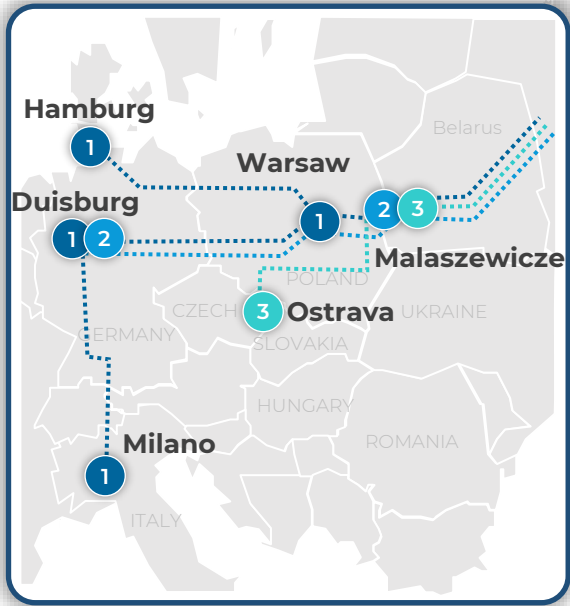 Hamburg
1
Belarus
Warsaw
Duisburg
1
2
1
2
3
Malaszewicze
POLAND
CZECH
3
Ostrava
UKRAINE
GERMANY
SLOVAKIA
HUNGARY
ROMANIA
Milano
1
ITALY